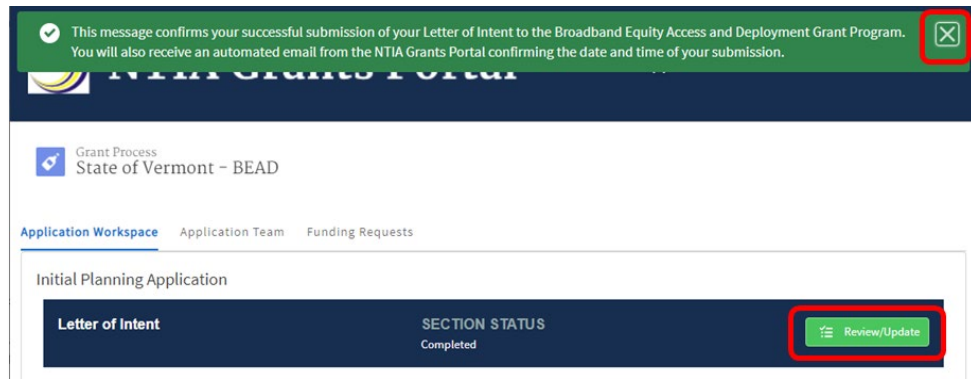 This message confirms your successful submission of your Letter of Intent to the Broadband Equity Access and Deployment Grant Program.
You will also receive an automated email from the NTIA Grants Portal confirming the date and time of your submission.
NTIA Grants Portal
Grant Process
State of Vermont - BEAD
Application Workspace Application Team Funding Requests
Initial Planning Application
Letter of Intent SECTION STATUS Review/Update
Completed